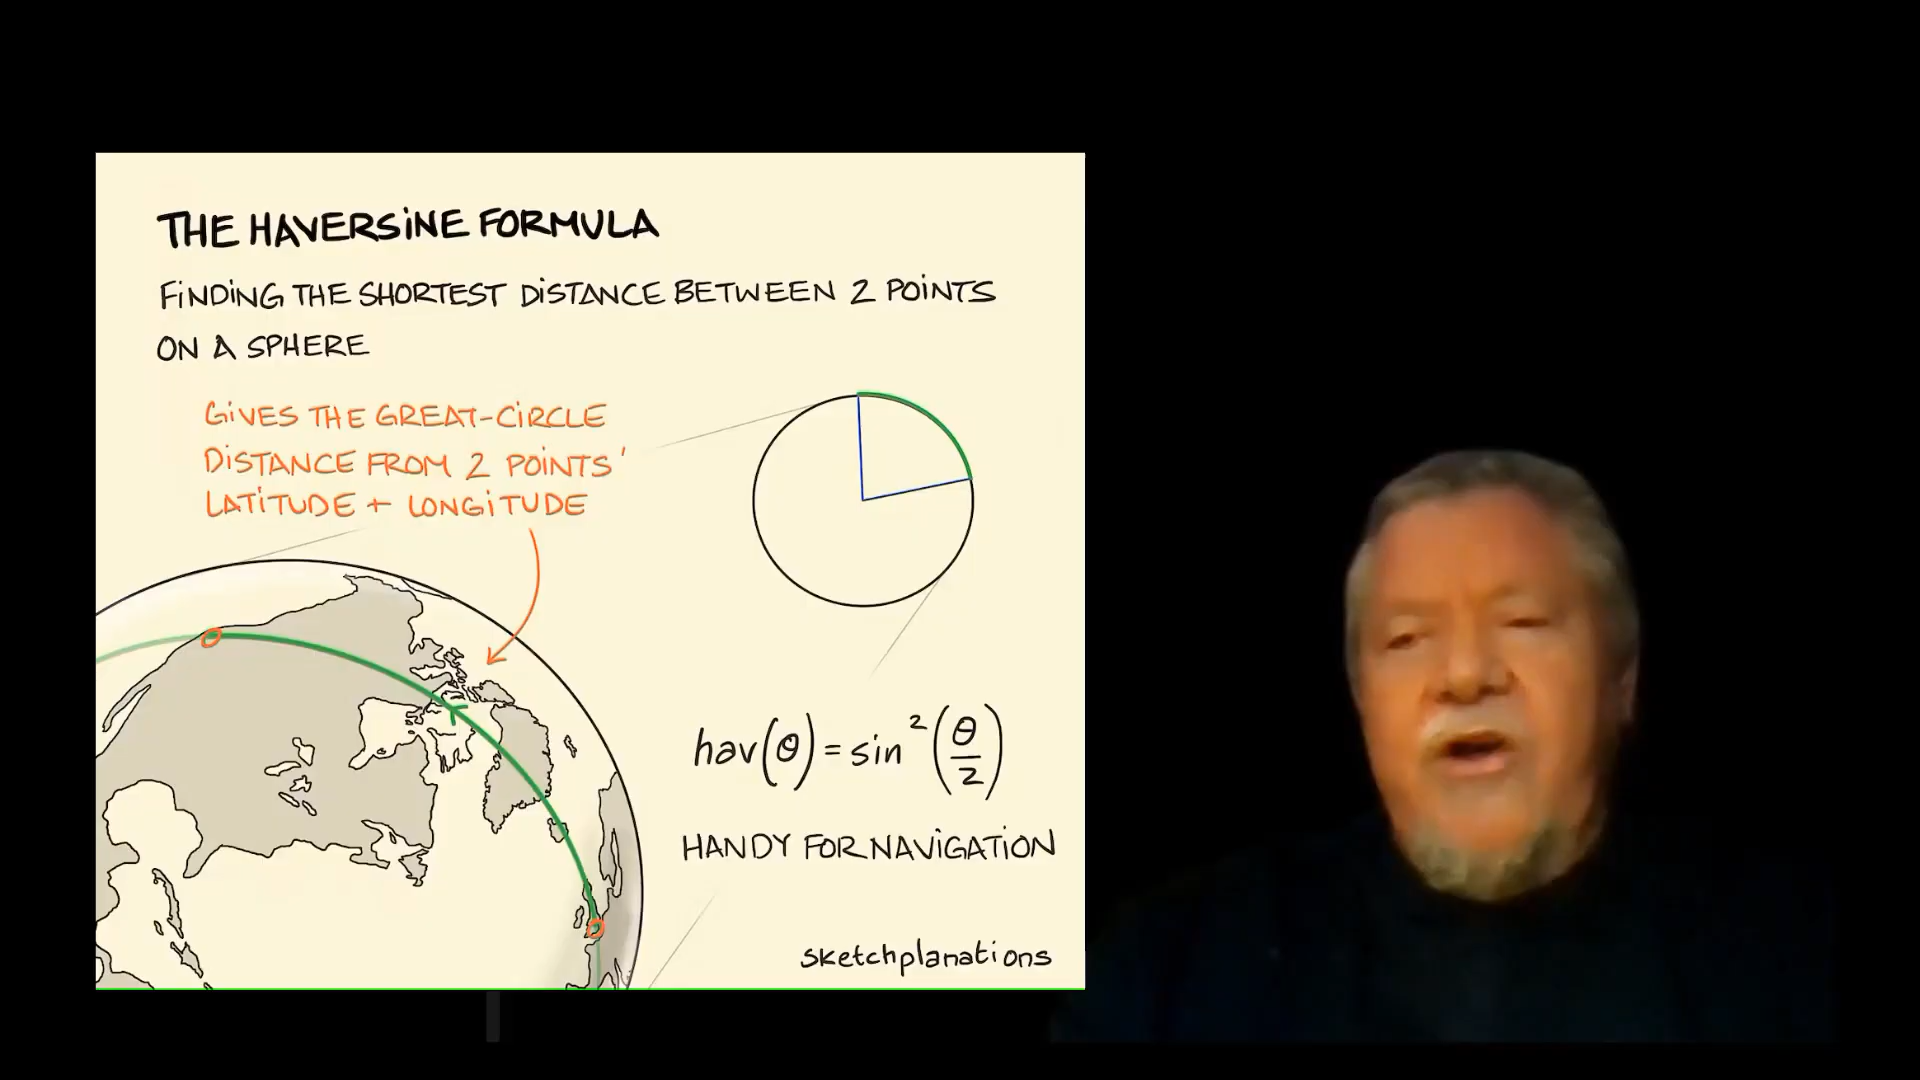 THE HAVERSINE FORMULA
FINDING THE SHORTEST DISTANCE BETWEEN 2 POINTS
ON A SPHERE
GIVES THE GREAT-CIRCLE
DISTANCE FROM 2 POINTS'
LATITUDE + LONGITUDE
hav(θ) = sin²(θ/2)
HANDY FOR NAVIGATION
sketchplanations